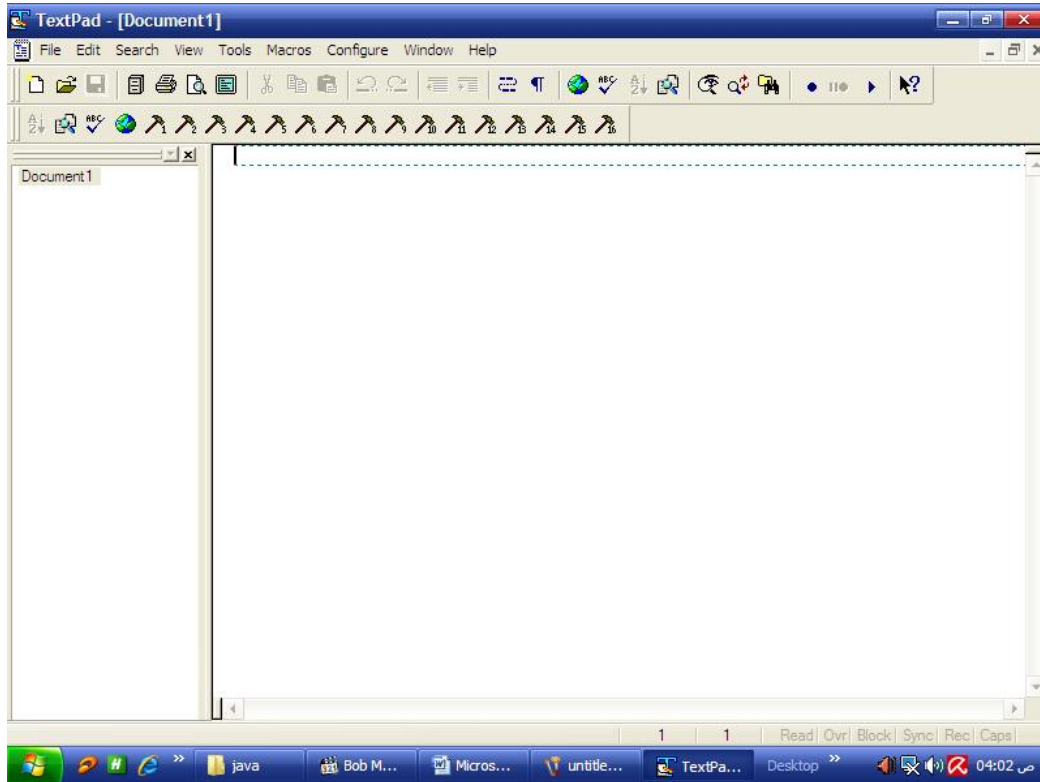 TextPad - [Document1]
File Edit Search View Tools Macros Configure Window Help
Document1
1 1 Read Ovr Block Sync Rec Caps
java Bob M... Micros... untitle... TextPa... Desktop » 04:02 ص